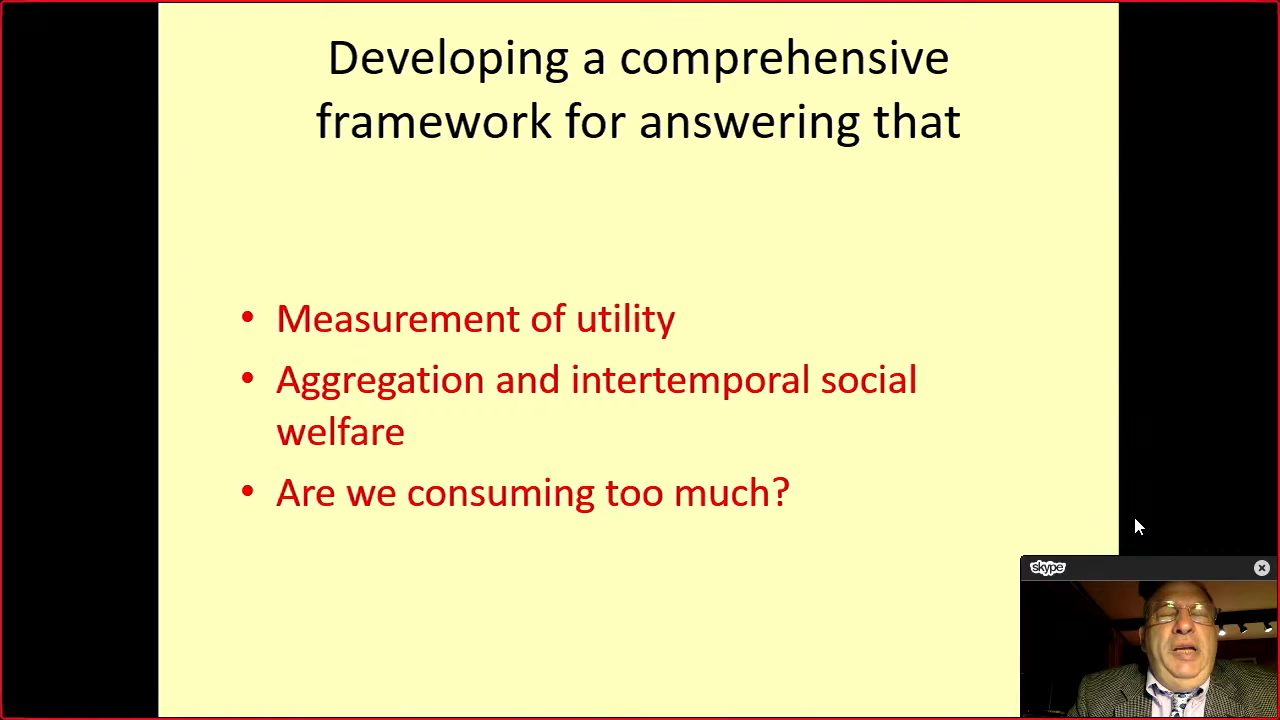 Developing a comprehensive
framework for answering that
• Measurement of utility
• Aggregation and intertemporal social
welfare
• Are we consuming too much?
skype